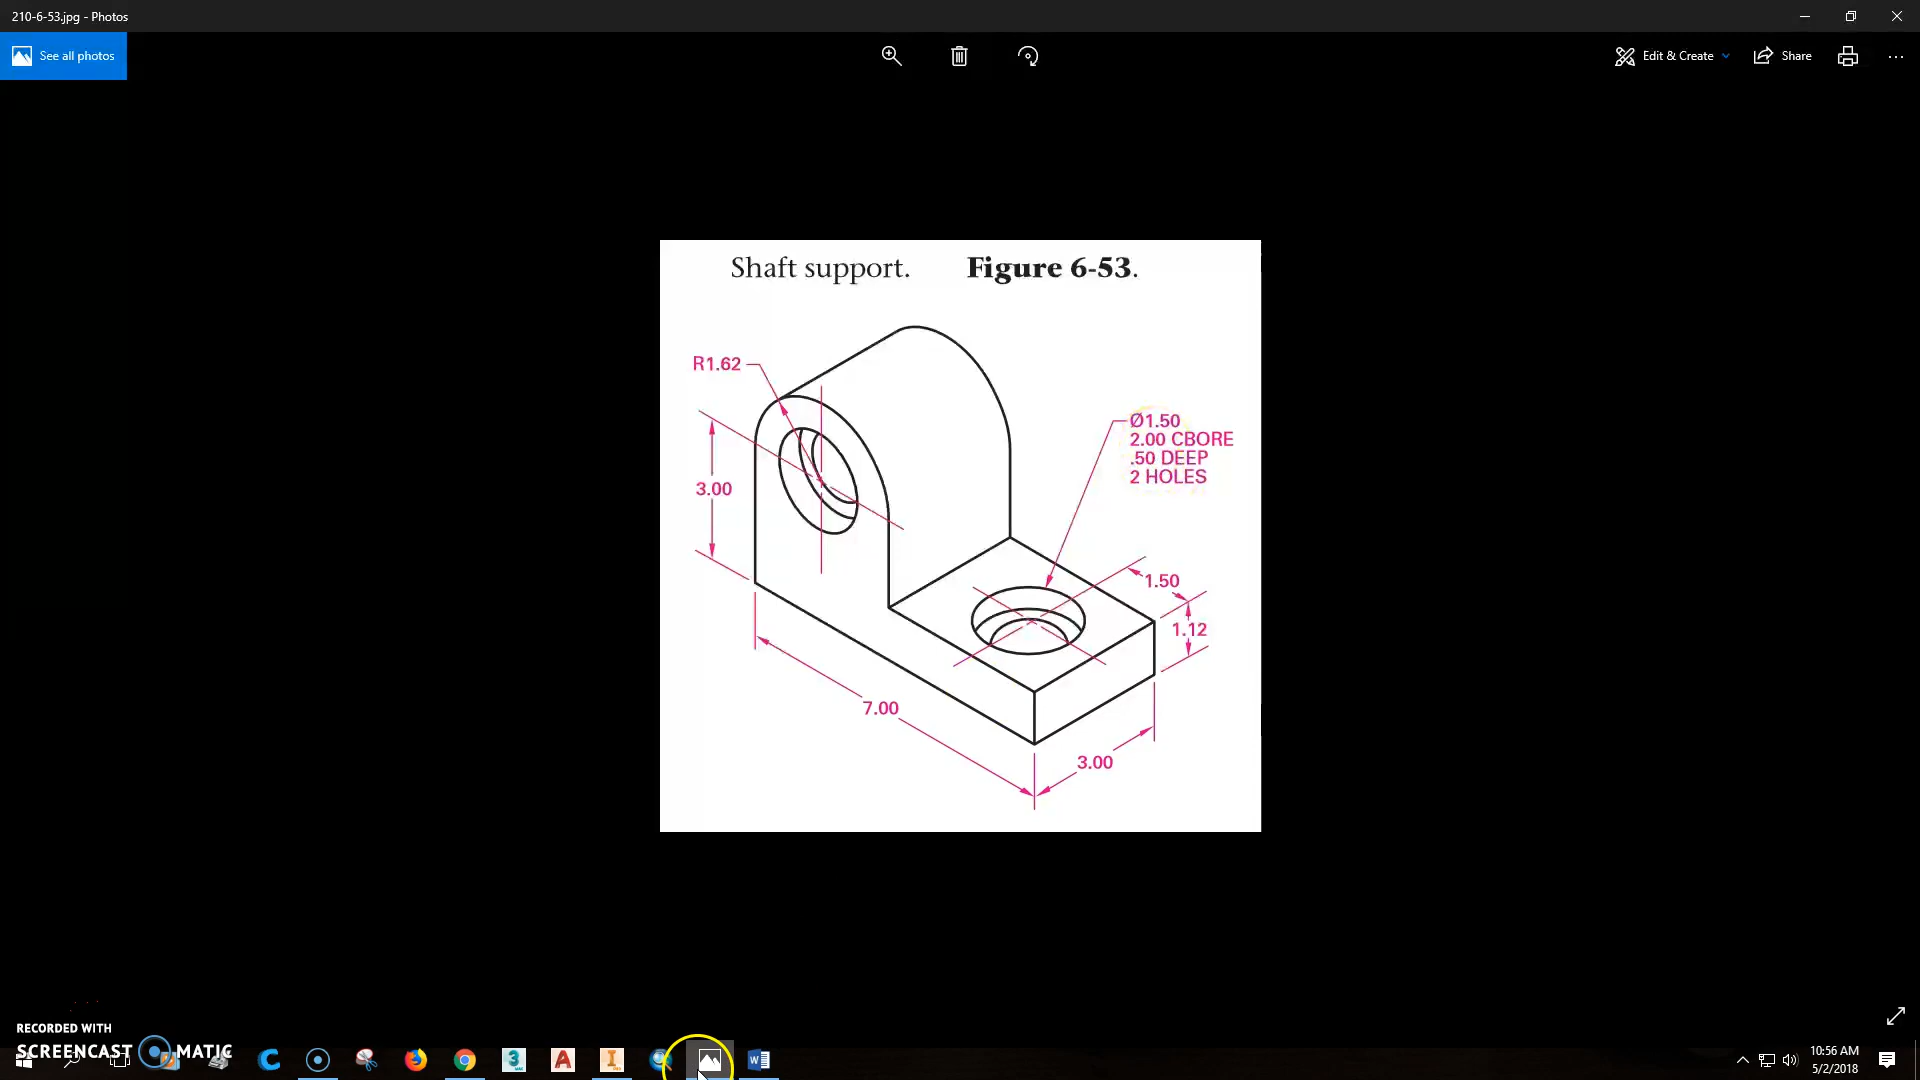 210-6-53.jpg - Photos
See all photos
Edit & Create
Share
Shaft support. Figure 6-53.
R1.62
Ø1.50
2.00 CBORE
.50 DEEP
2 HOLES
3.00
1.50
1.12
7.00
3.00
RECORDED WITH
SCREENCAST MATIC
10:56 AM
5/2/2018